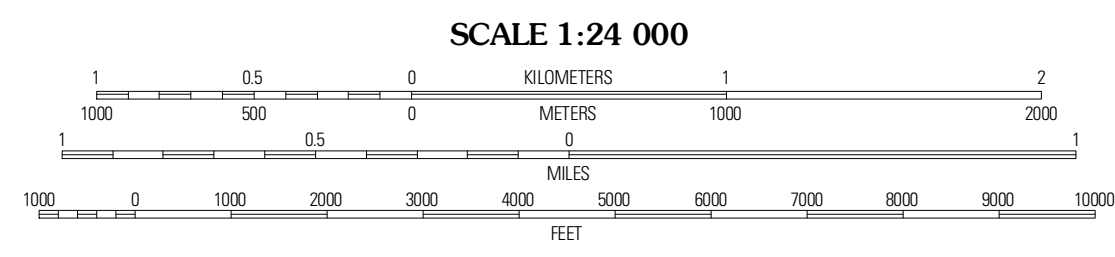 SCALE 1:24 000
1 0.5 0 KILOMETERS 1 2
1000 500 0 METERS 1000 2000
1 0.5 0 1
MILES
1000 0 1000 2000 3000 4000 5000 6000 7000 8000 9000 10000
FEET